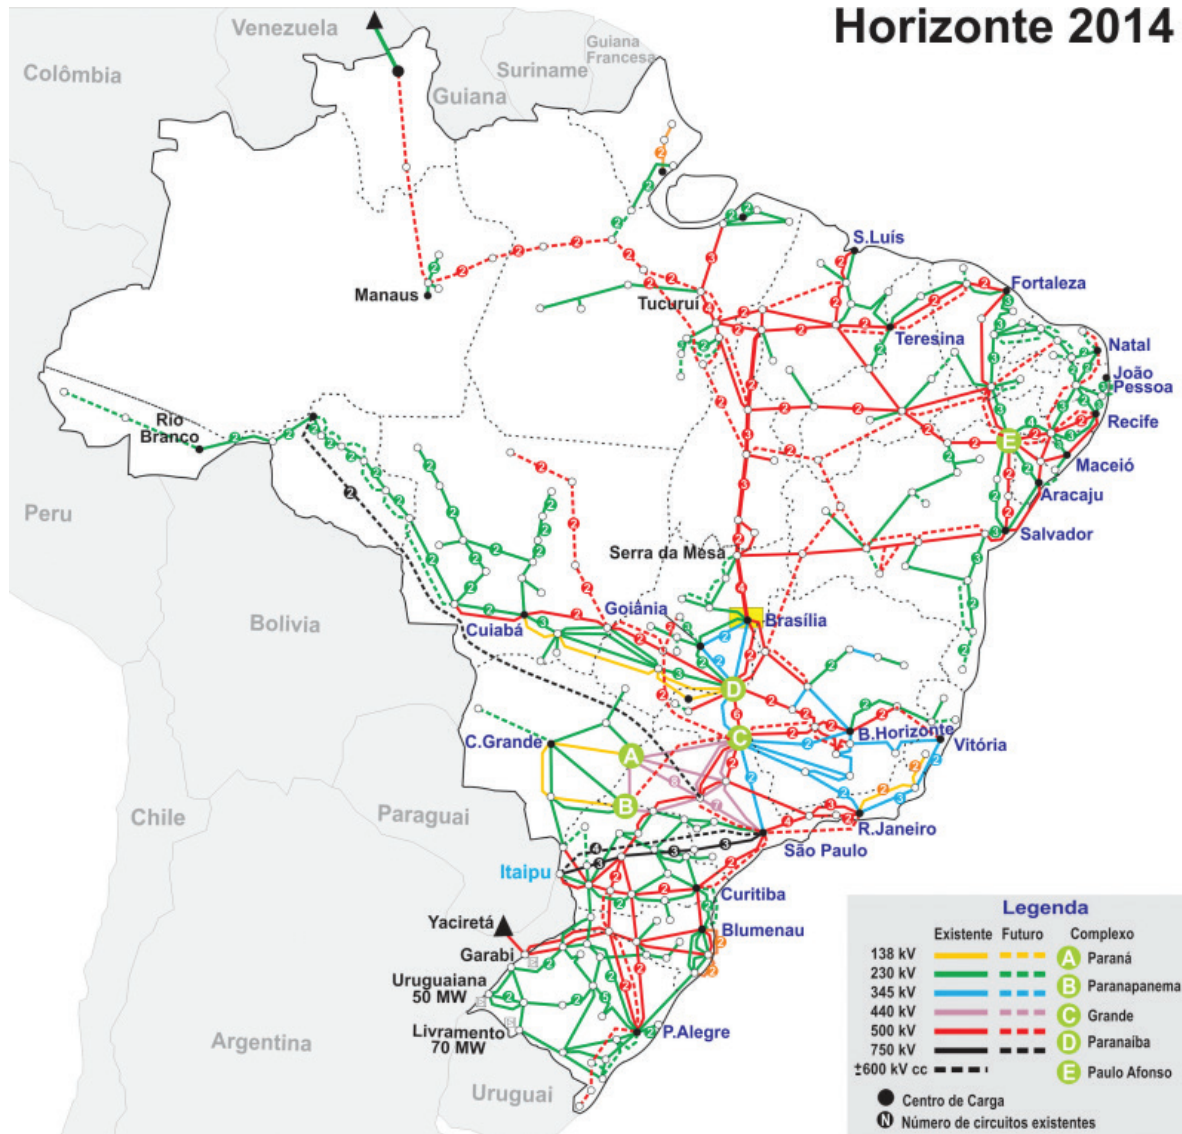 Horizonte 2014
Venezuela
Colômbia
Guiana
Suriname
Guiana
Francesa
S.Luís
Fortaleza
Manaus
Tucuruí
Teresina
Natal
João
Pessoa
Rio
Branco
Recife
E
Maceió
Aracaju
Peru
Salvador
Serra da Mesa
Goiânia
Brasília
Bolivia
Cuiabá
D
C.Grande
A
C
B.Horizonte
Vitória
B
Chile
Paraguai
R.Janeiro
São Paulo
Itaipu
Curitiba
Yaciretá
Blumenau
Garabi
Uruguaiana
50 MW
Livramento
70 MW
P.Alegre
Argentina
Uruguai
Legenda
Existente Futuro Complexo
138 kV A Paraná
230 kV
345 kV B Paranapanema
440 kV C Grande
500 kV
750 kV D Paranaiba
±600 kV cc E Paulo Afonso
Centro de Carga
N Número de circuitos existentes